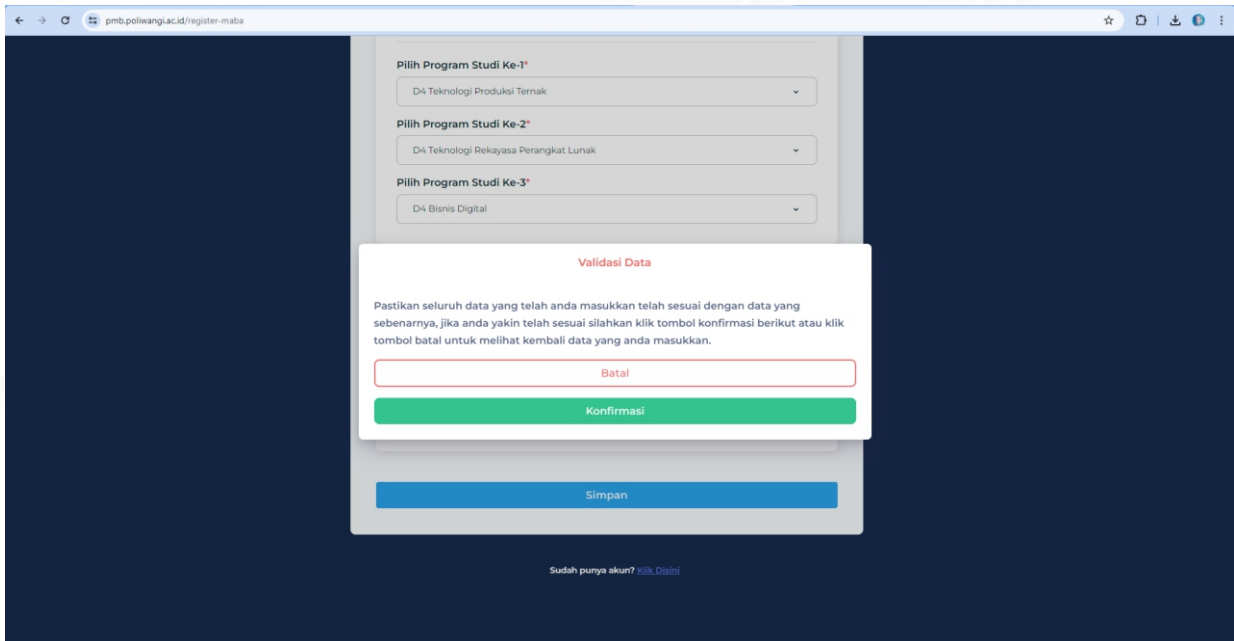 pmb.poliwangi.ac.id/register-maba
Pilih Program Studi Ke-1*
D4 Teknologi Produksi Ternak
Pilih Program Studi Ke-2*
D4 Teknologi Rekayasa Perangkat Lunak
Pilih Program Studi Ke-3*
D4 Bisnis Digital
Validasi Data
Pastikan seluruh data yang telah anda masukkan telah sesuai dengan data yang
sebenarnya, jika anda yakin telah sesuai silahkan klik tombol konfirmasi berikut atau klik
tombol batal untuk melihat kembali data yang anda masukkan.
Batal
Konfirmasi
Simpan
Sudah punya akun? Klik Disini